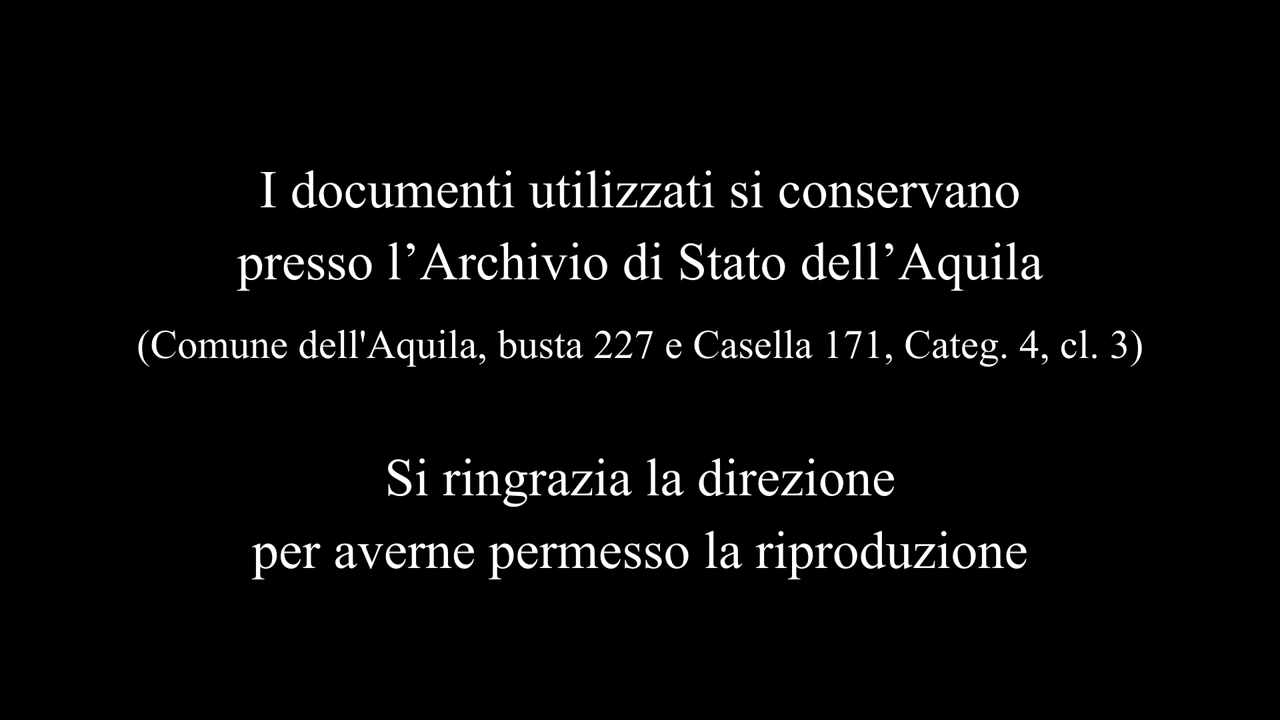 I documenti utilizzati si conservano
presso l’Archivio di Stato dell’Aquila
(Comune dell'Aquila, busta 227 e Casella 171, Categ. 4, cl. 3)
Si ringrazia la direzione
per averne permesso la riproduzione